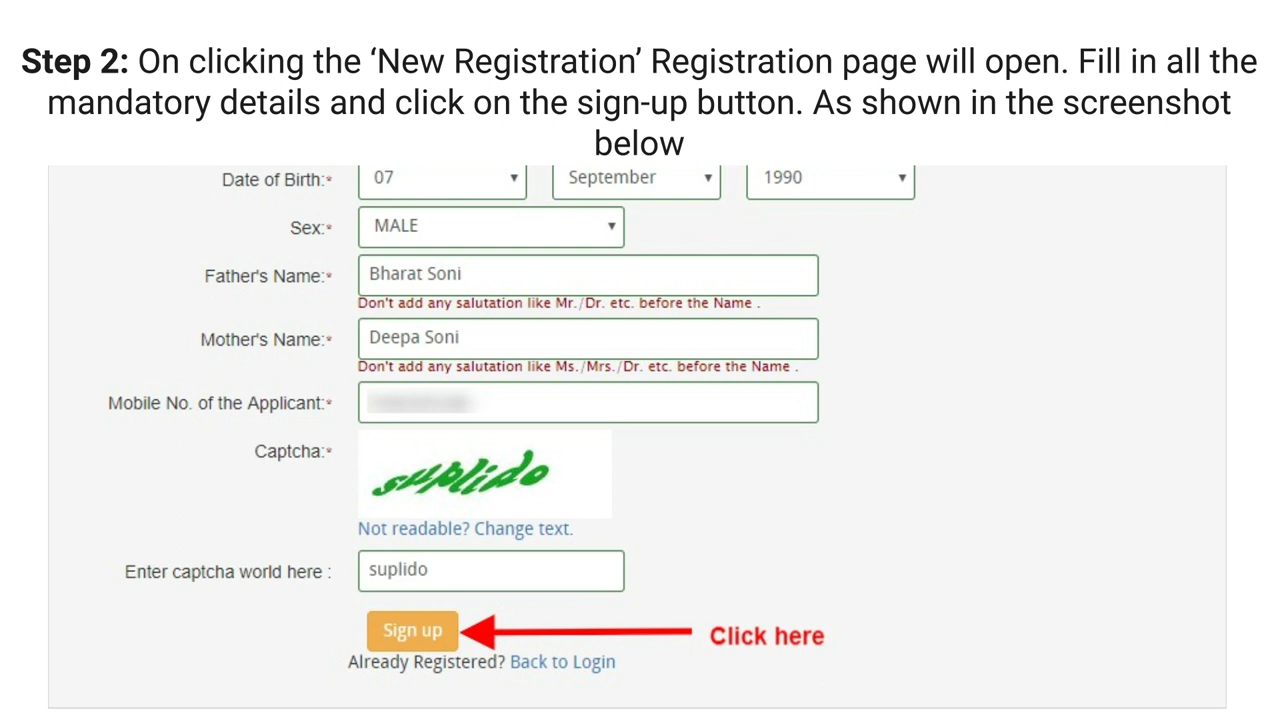 Step 2: On clicking the ‘New Registration’ Registration page will open. Fill in all the
mandatory details and click on the sign-up button. As shown in the screenshot
below
Date of Birth:* 07 September 1990
Sex:* MALE
Father's Name:* Bharat Soni
Don't add any salutation like Mr./Dr. etc. before the Name .
Mother's Name:* Deepa Soni
Don't add any salutation like Ms./Mrs./Dr. etc. before the Name .
Mobile No. of the Applicant:*
Captcha:* suplido
Not readable? Change text.
Enter captcha world here : suplido
Sign up Click here
Already Registered? Back to Login